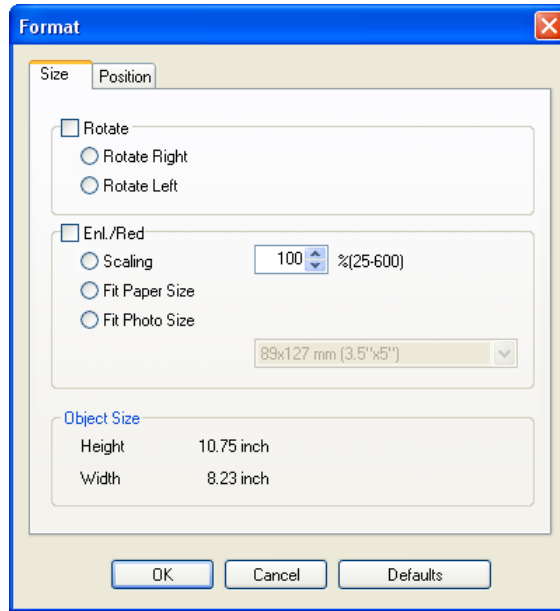 Format
Size Position
Rotate
Rotate Right
Rotate Left
Enl./Red
Scaling 100 %(25-600)
Fit Paper Size
Fit Photo Size
89x127 mm (3.5"x5")
Object Size
Height 10.75 inch
Width 8.23 inch
OK Cancel Defaults